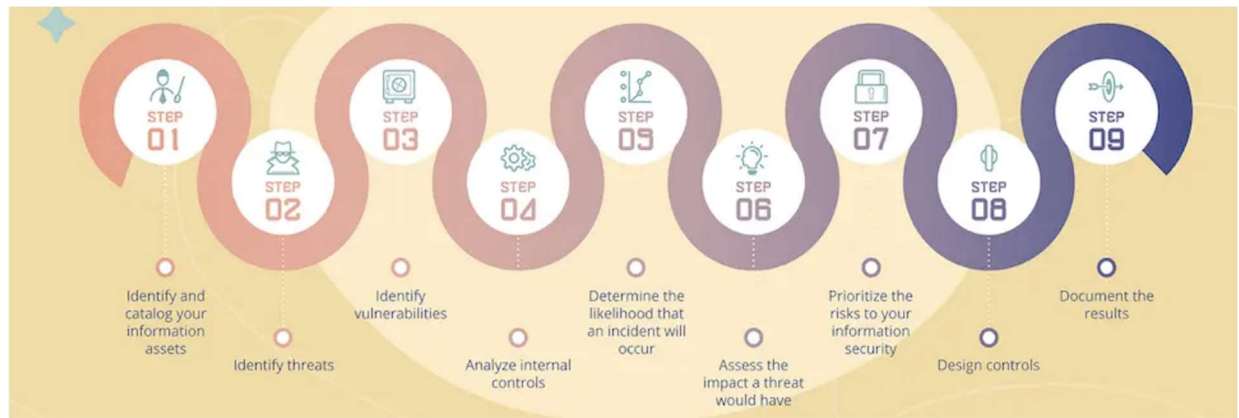 STEP
01
Identify and
catalog your
information
assets
STEP
02
Identify threats
STEP
03
Identify
vulnerabilities
STEP
04
Analyze internal
controls
STEP
05
Determine the
likelihood that
an incident will
occur
STEP
06
Assess the
impact a threat
would have
STEP
07
Prioritize the
risks to your
information
security
STEP
08
Design controls
STEP
09
Document the
results